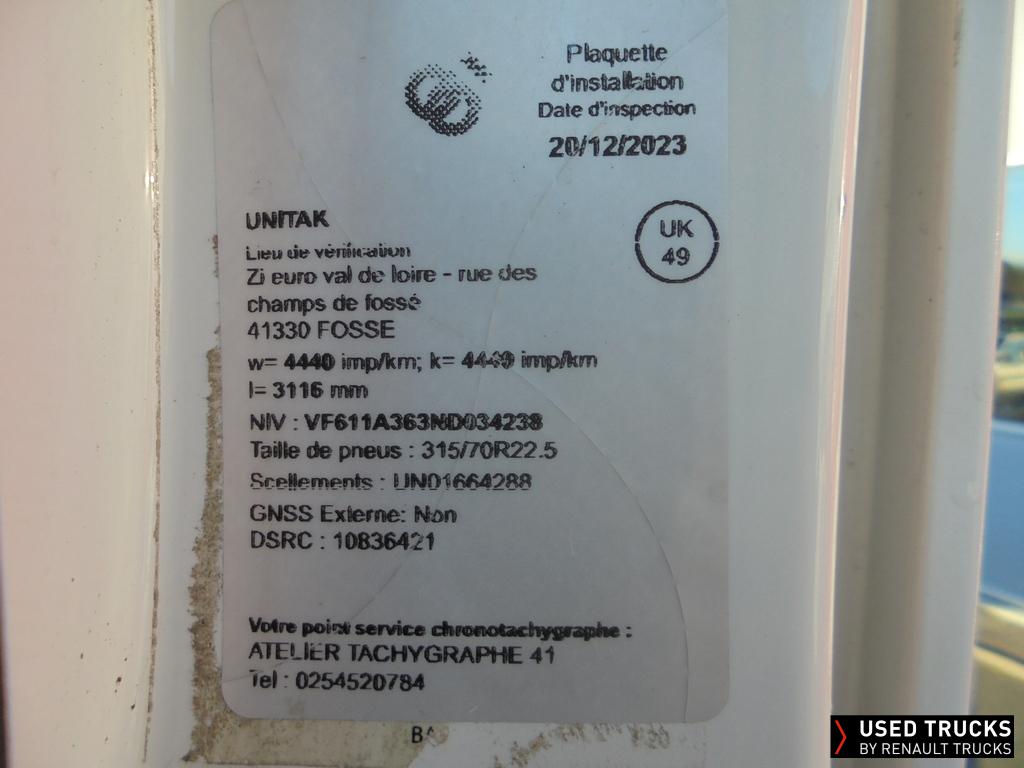 Plaquette
d'installation
Date d'inspection
20/12/2023
UNITAK
UK
49
Lieu de vérification
Zi euro val de loire - rue des
champs de fossé
41330 FOSSE
w= 4440 imp/km; k= 4440 imp/km
l= 3116 mm
NIV : VF611A363ND034238
Taille de pneus : 315/70R22.5
Scellements : UN01664288
GNSS Externe: Non
DSRC : 10836421
Votre point service chronotachygraphe :
ATELIER TACHYGRAPHE 41
Tel : 0254520784
USED TRUCKS
BY RENAULT TRUCKS